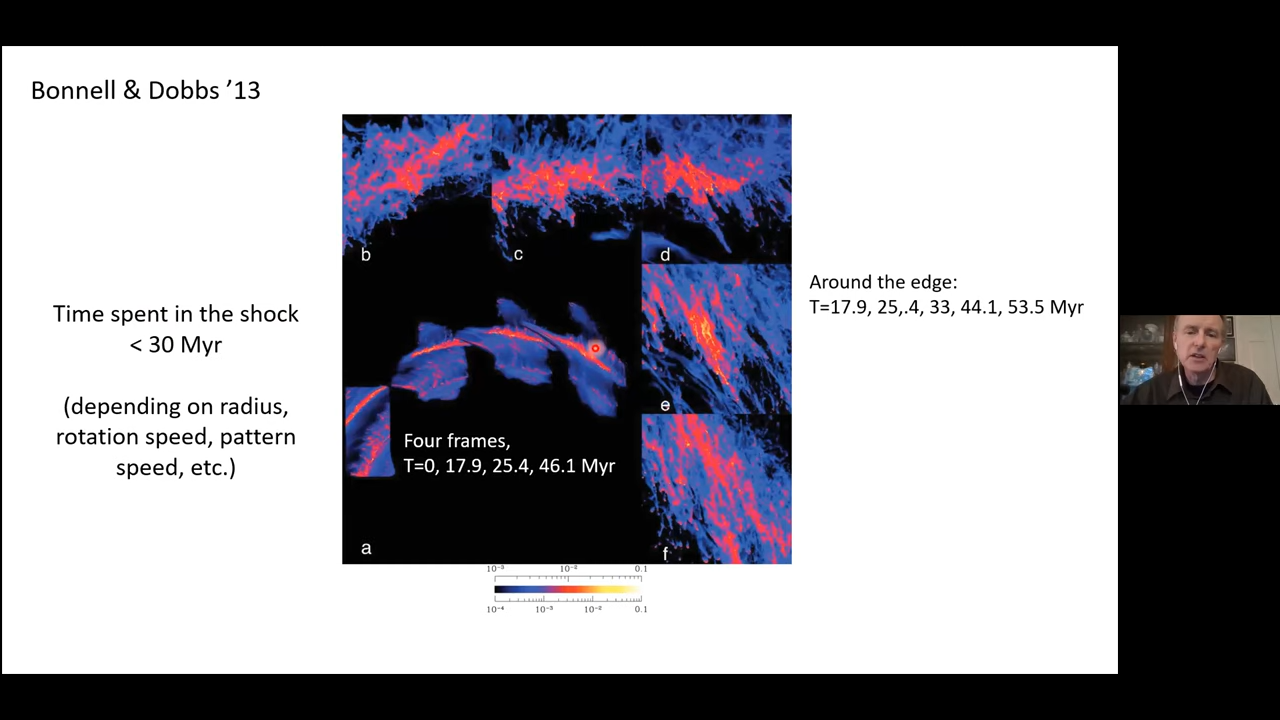 Bonnell & Dobbs ’13
Time spent in the shock
< 30 Myr
(depending on radius,
rotation speed, pattern
speed, etc.)
b
c
d
e
f
a
Four frames,
T=0, 17.9, 25.4, 46.1 Myr
Around the edge:
T=17.9, 25,.4, 33, 44.1, 53.5 Myr
10⁻³ 10⁻² 0.1
10⁻⁴ 10⁻³ 10⁻² 0.1